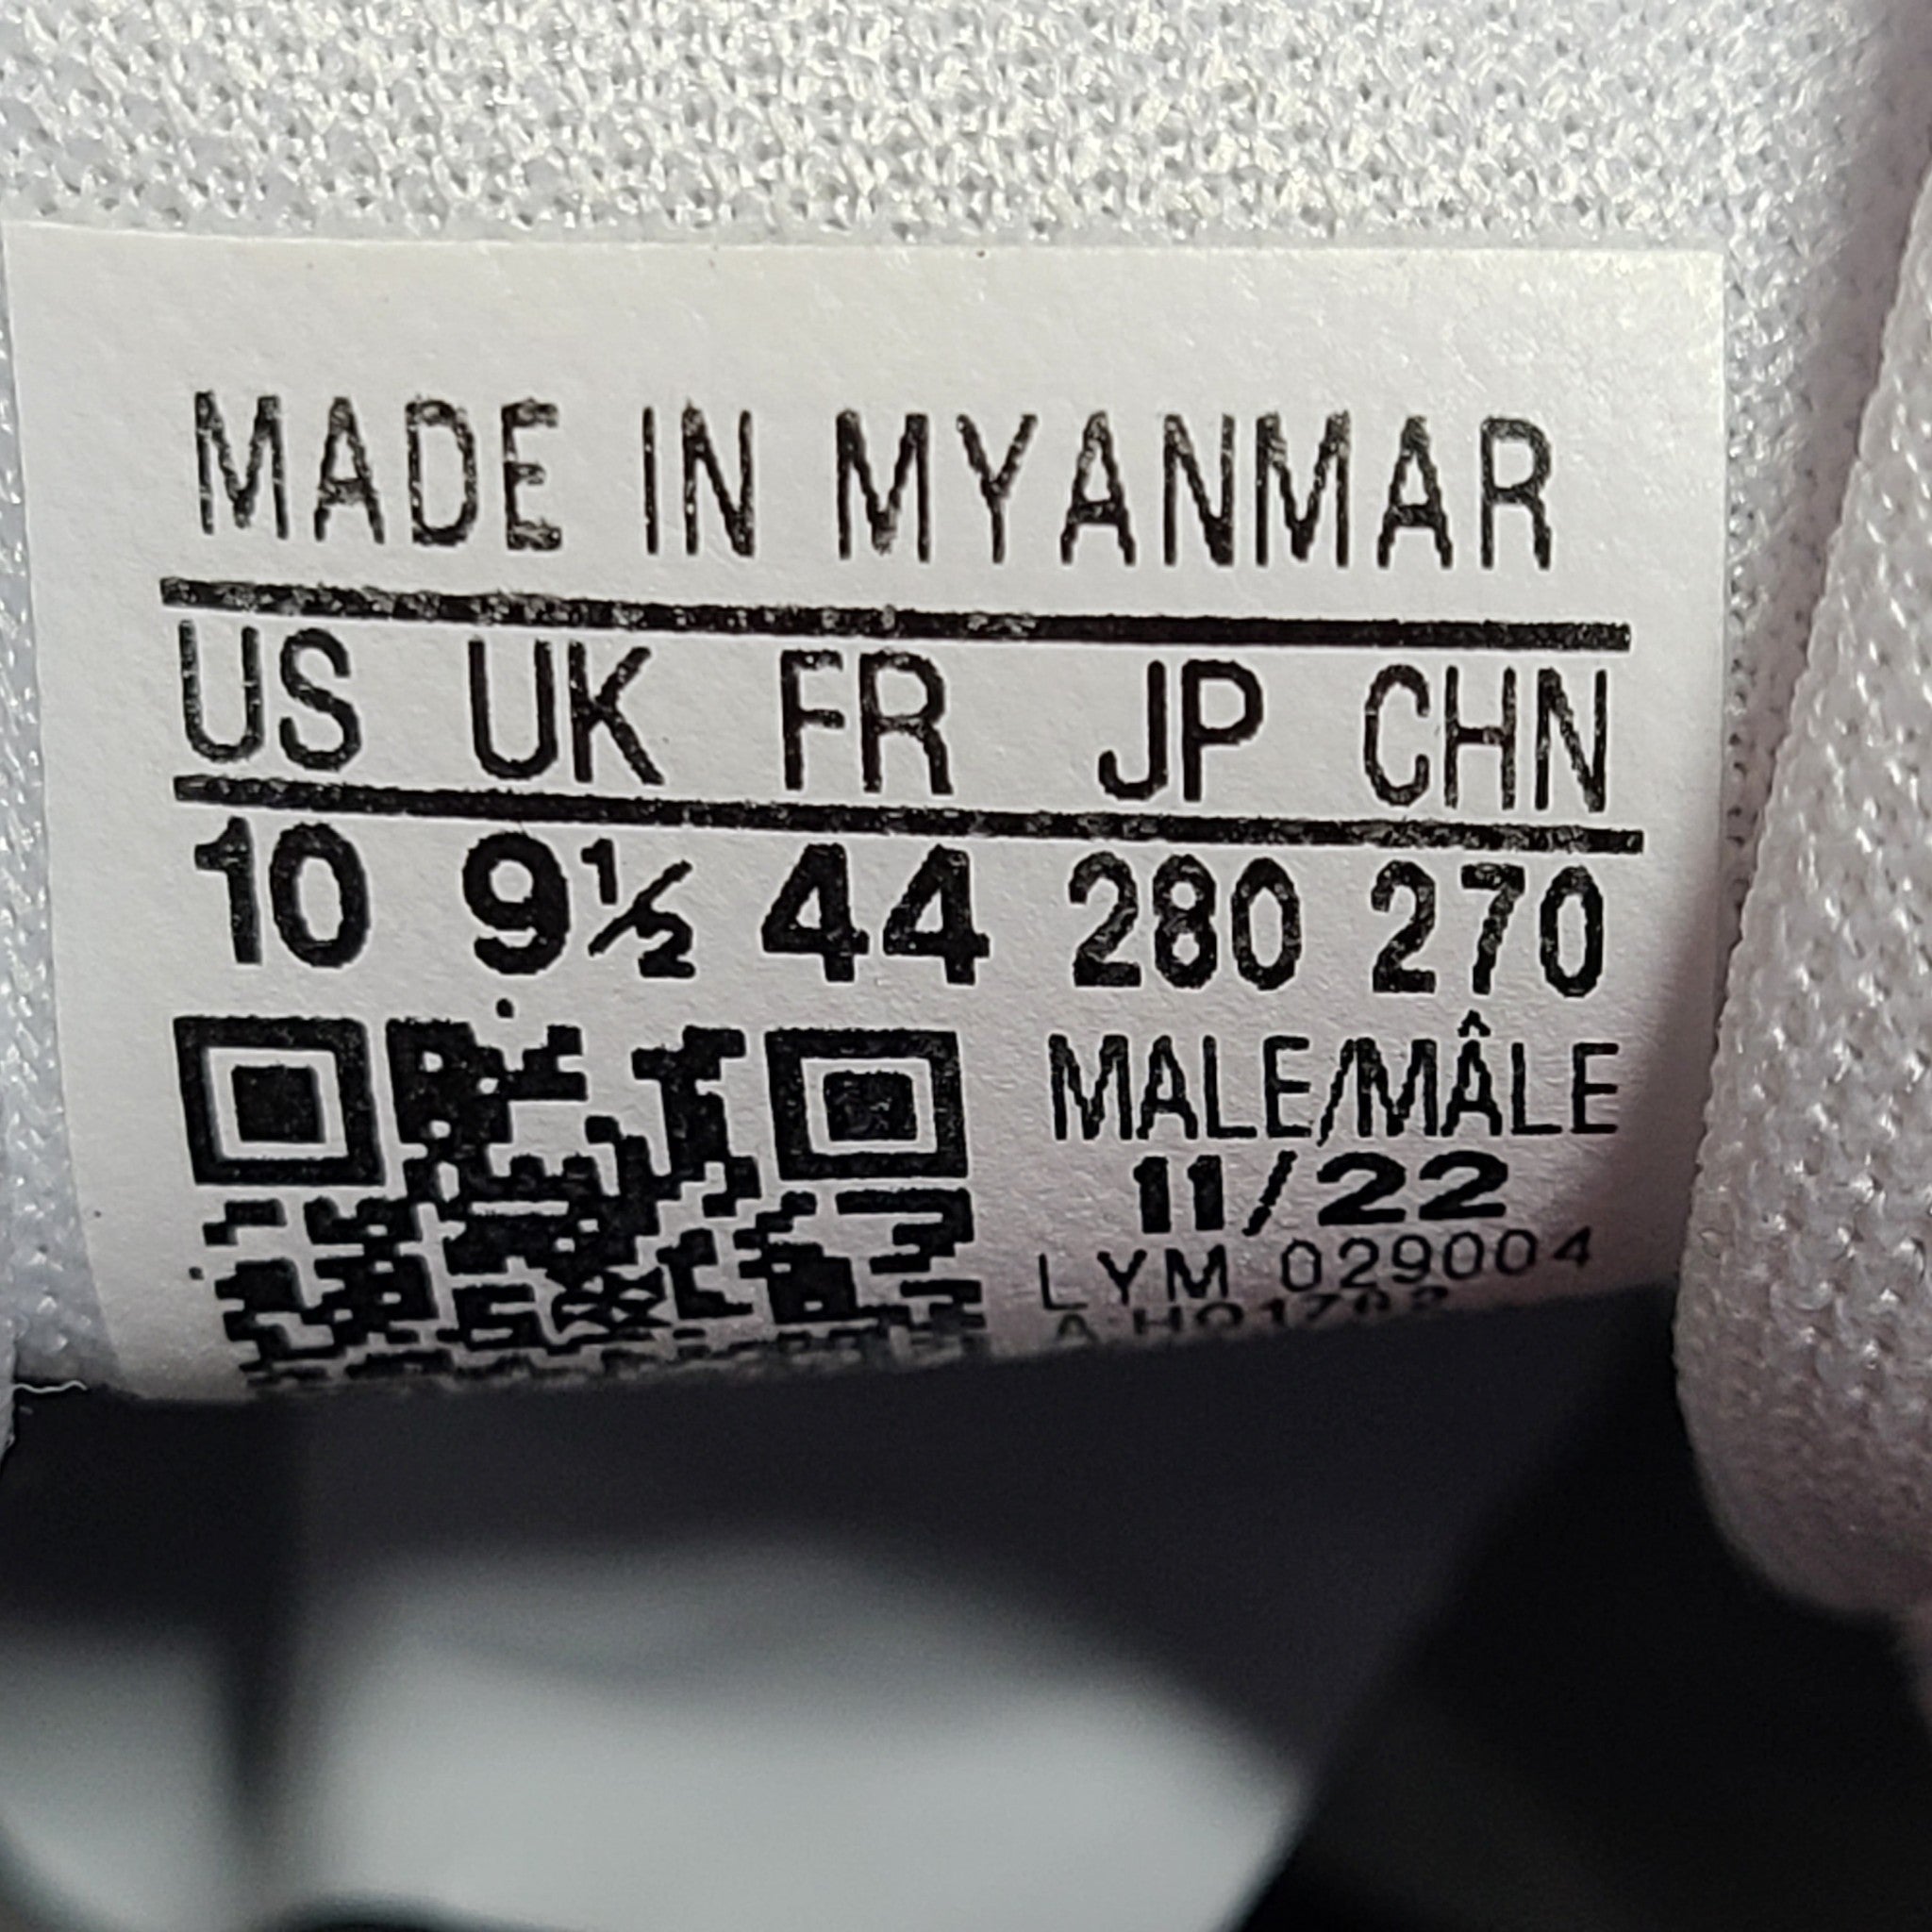 MADE IN MYANMAR
US UK FR JP CHN
10 9½ 44 280 270
MALE/MÂLE
11/22
LYM 029004